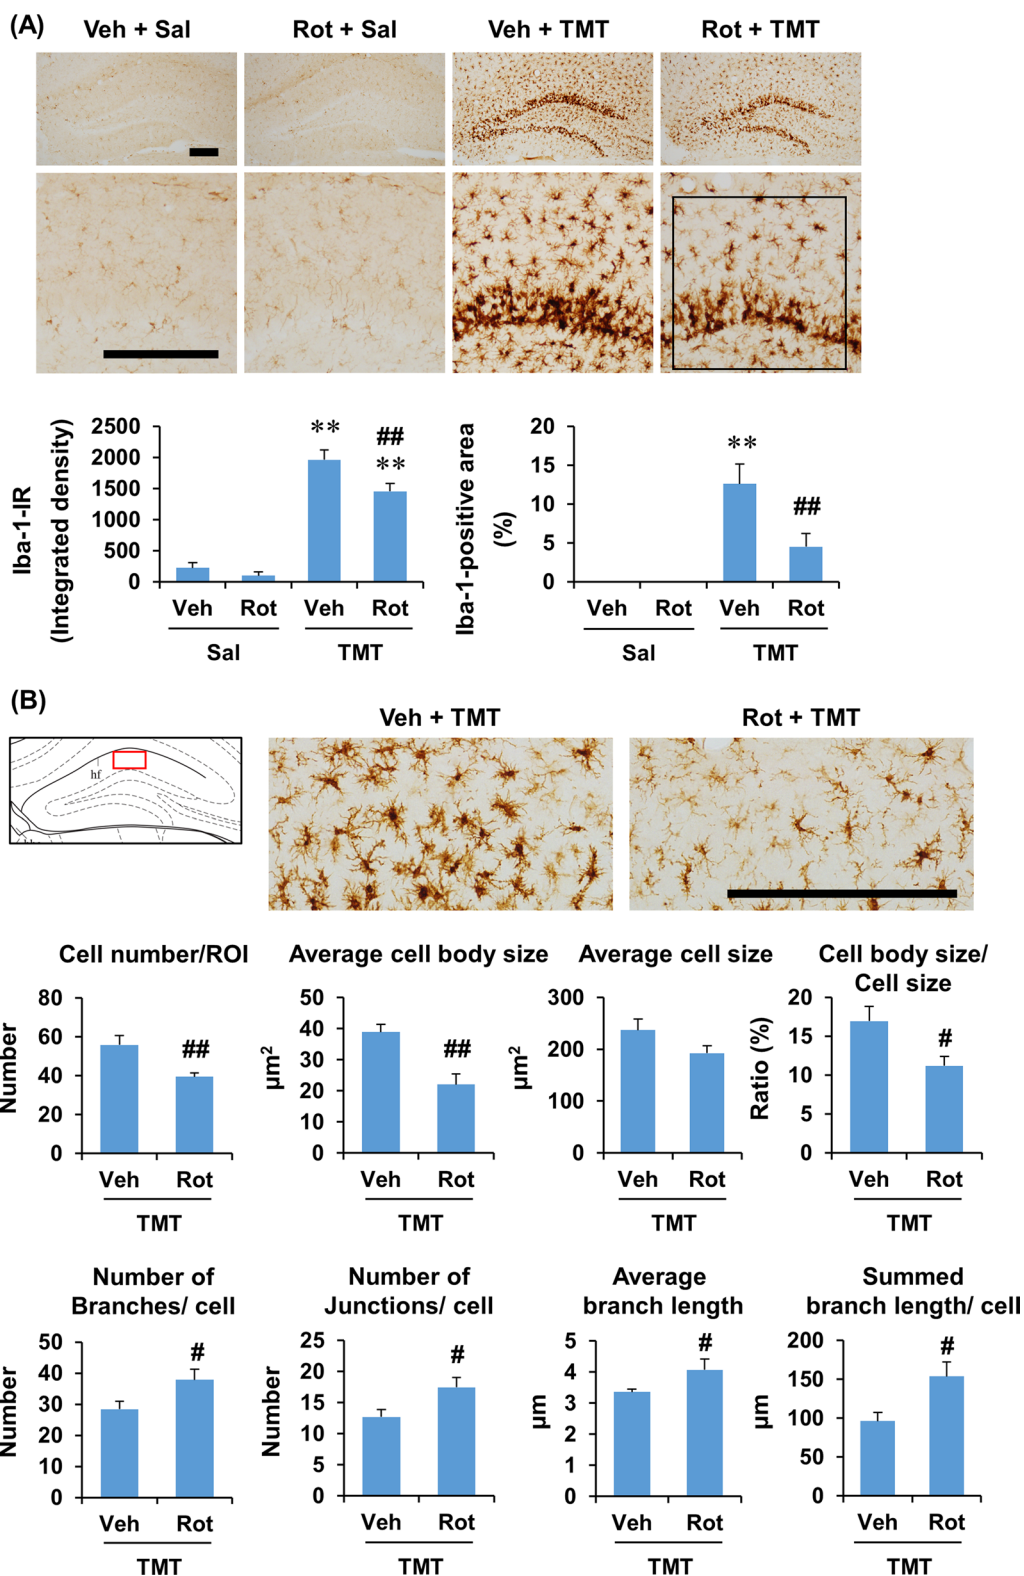 (A)
Veh + Sal
Rot + Sal
Veh + TMT
Rot + TMT
Iba-1-IR
(Integrated density)
2500
2000
1500
1000
500
0
**
##
**
Veh
Rot
Veh
Rot
Sal
TMT
Iba-1-positive area
(%)
20
15
10
5
0
**
##
Veh
Rot
Veh
Rot
Sal
TMT
(B)
hf
Veh + TMT
Rot + TMT
Cell number/ROI
Number
80
60
40
20
0
##
Veh
Rot
TMT
Average cell body size
µm²
50
40
30
20
10
0
##
Veh
Rot
TMT
Average cell size
µm²
300
200
100
0
Veh
Rot
TMT
Cell body size/
Cell size
Ratio (%)
20
15
10
5
0
#
Veh
Rot
TMT
Number of
Branches/ cell
Number
50
40
30
20
10
0
#
Veh
Rot
TMT
Number of
Junctions/ cell
Number
25
20
15
10
5
0
#
Veh
Rot
TMT
Average
branch length
µm
5
4
3
2
1
0
#
Veh
Rot
TMT
Summed
branch length/ cell
µm
200
150
100
50
0
#
Veh
Rot
TMT